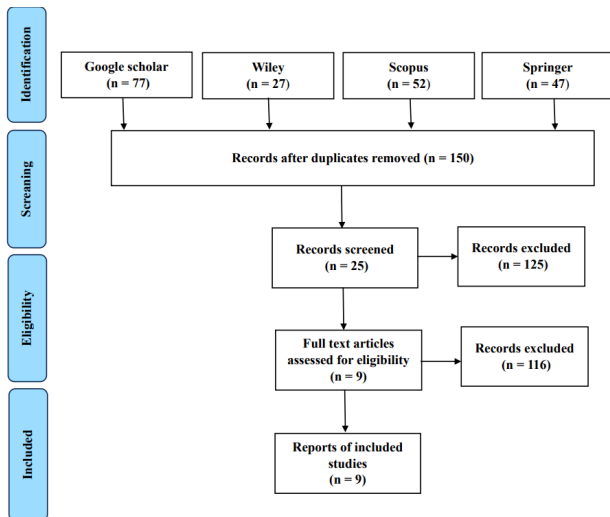 Identification
Google scholar
(n = 77)
Wiley
(n = 27)
Scopus
(n = 52)
Springer
(n = 47)
Screaning
Records after duplicates removed (n = 150)
Records screened
(n = 25)
Records excluded
(n = 125)
Eligibility
Full text articles
assessed for eligibility
(n = 9)
Records excluded
(n = 116)
Included
Reports of included
studies
(n = 9)